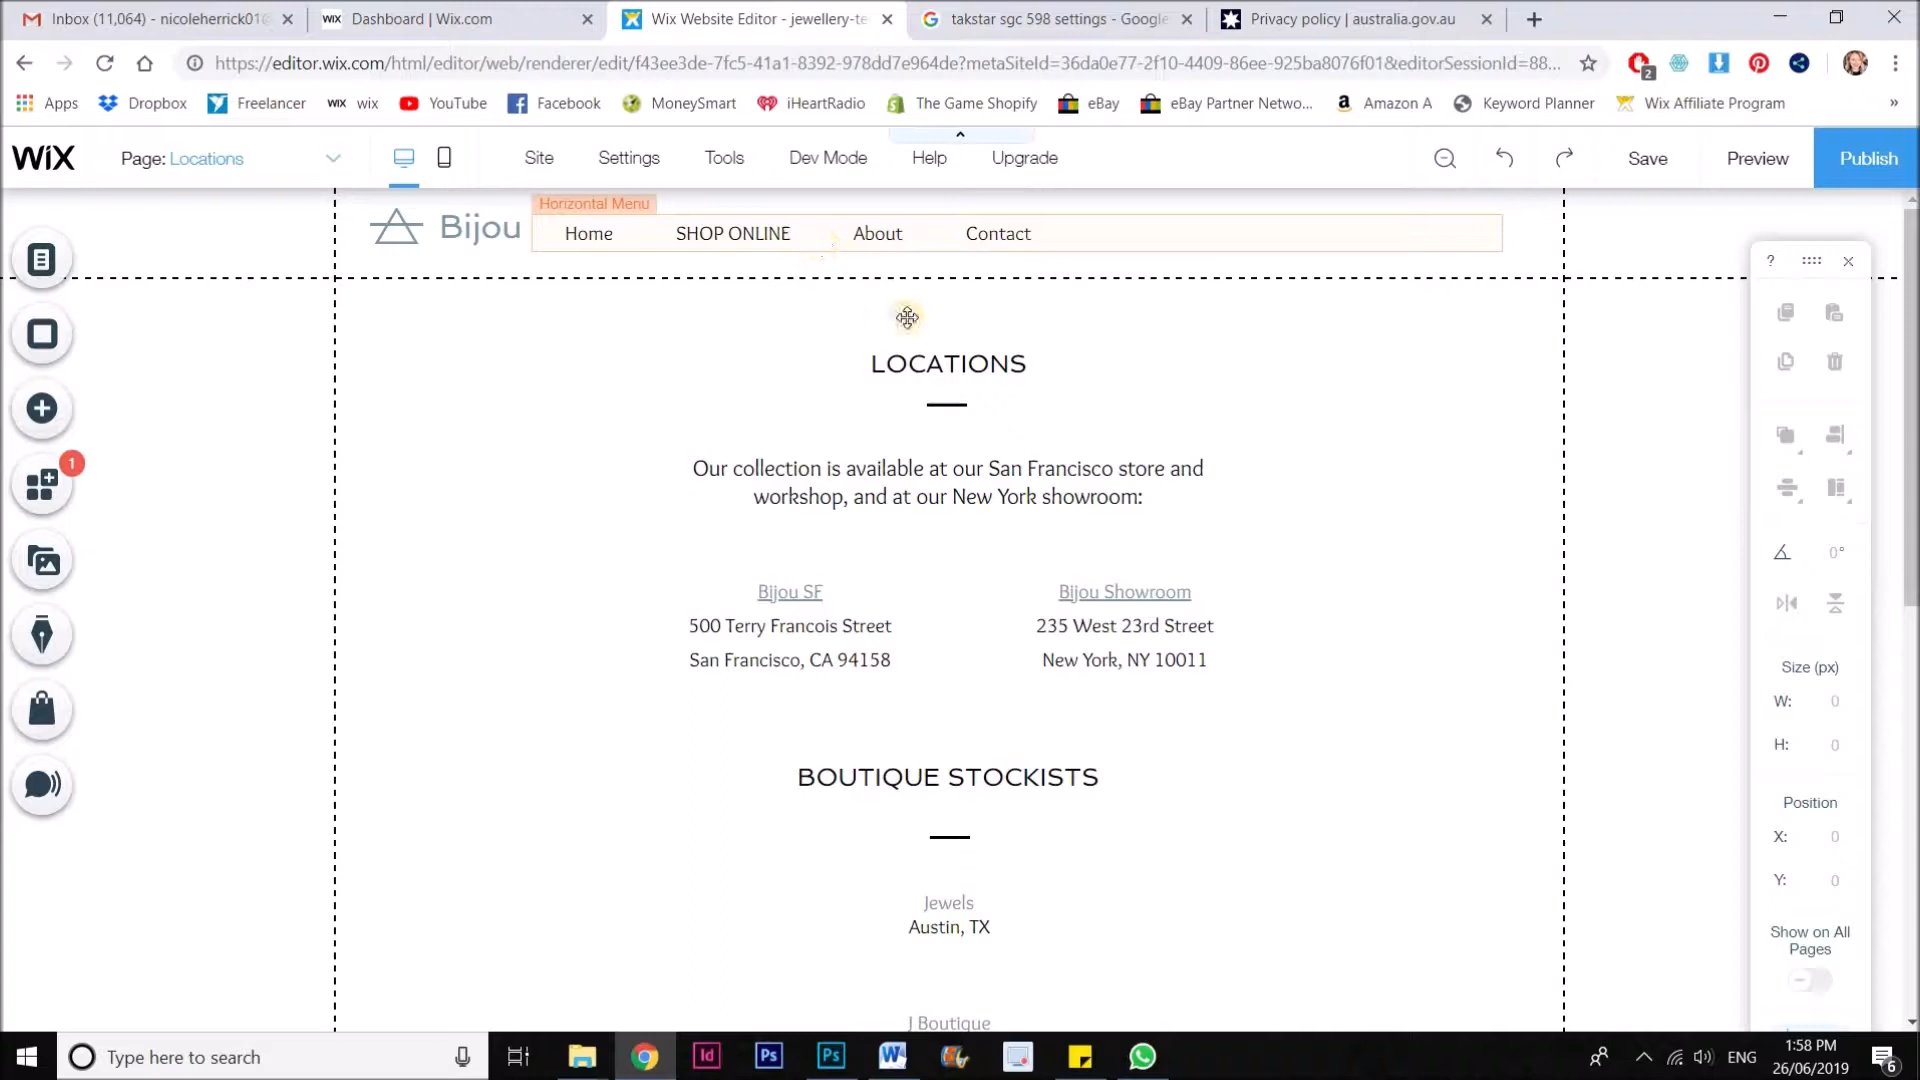 Inbox (11,064) - nicoleherrick01@
WIX Dashboard | Wix.com
Wix Website Editor - jewellery-te
takstar sgc 598 settings - Google
Privacy policy | australia.gov.au
https://editor.wix.com/html/editor/web/renderer/edit/f43ee3de-7fc5-41a1-8392-978dd7e964de?metaSiteId=36da0e77-2f10-4409-86ee-925ba8076f01&editorSessionId=88...
2
Apps
Dropbox
Freelancer
WIX wix
YouTube
Facebook
MoneySmart
iHeartRadio
The Game Shopify
eBay
eBay Partner Netwo...
Amazon A
Keyword Planner
Wix Affiliate Program
»
WiX
Page: Locations
Site
Settings
Tools
Dev Mode
Help
Upgrade
Save
Preview
Publish
Horizontal Menu
Bijou
Home
SHOP ONLINE
About
Contact
?
LOCATIONS
Our collection is available at our San Francisco store and
workshop, and at our New York showroom:
Bijou SF
500 Terry Francois Street
San Francisco, CA 94158
Bijou Showroom
235 West 23rd Street
New York, NY 10011
BOUTIQUE STOCKISTS
Jewels
Austin, TX
J Boutique
1
0°
Size (px)
W: 0
H: 0
Position
X: 0
Y: 0
Show on All
Pages
Type here to search
Id
Ps
Ps
W
ENG
1:58 PM
26/06/2019
6